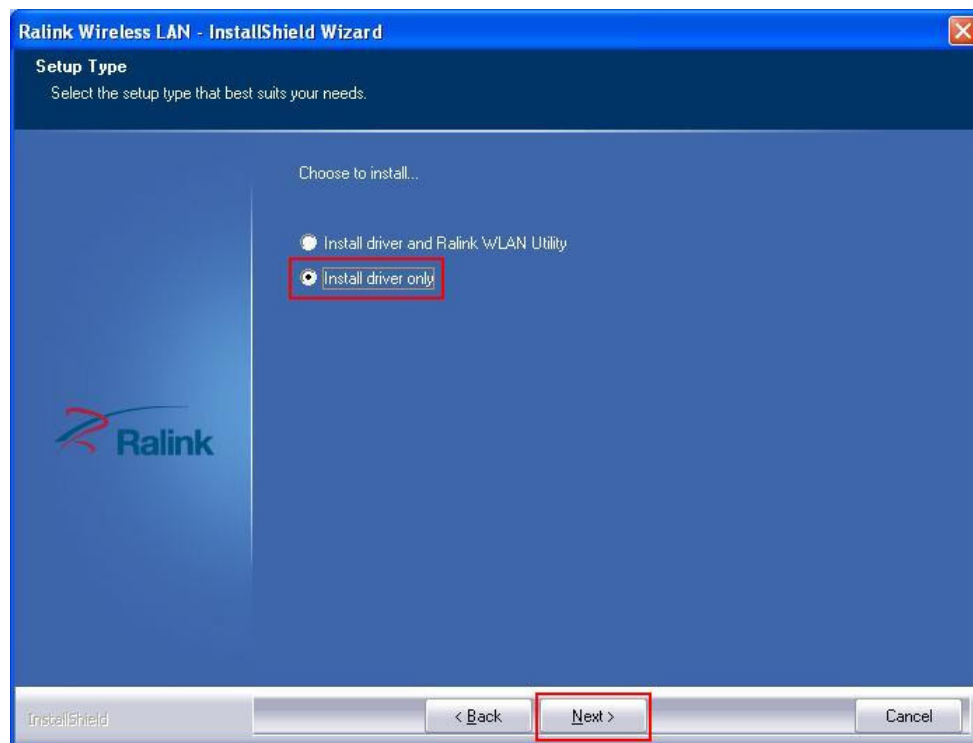 Ralink Wireless LAN - InstallShield Wizard
Setup Type
Select the setup type that best suits your needs.
Choose to install...
Install driver and Ralink WLAN Utility
Install driver only
Ralink
InstallShield
< Back
Next >
Cancel